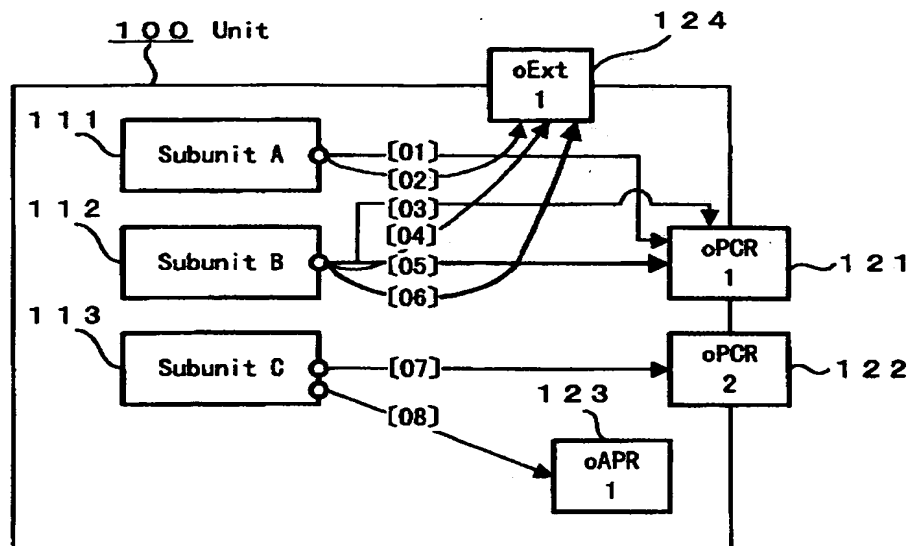 100 Unit
124
oExt
1
111
Subunit A
[01]
[02]
112
[03]
[04]
Subunit B
[05]
[06]
oPCR
1
121
113
Subunit C
[07]
[08]
oPCR
2
122
123
oAPR
1